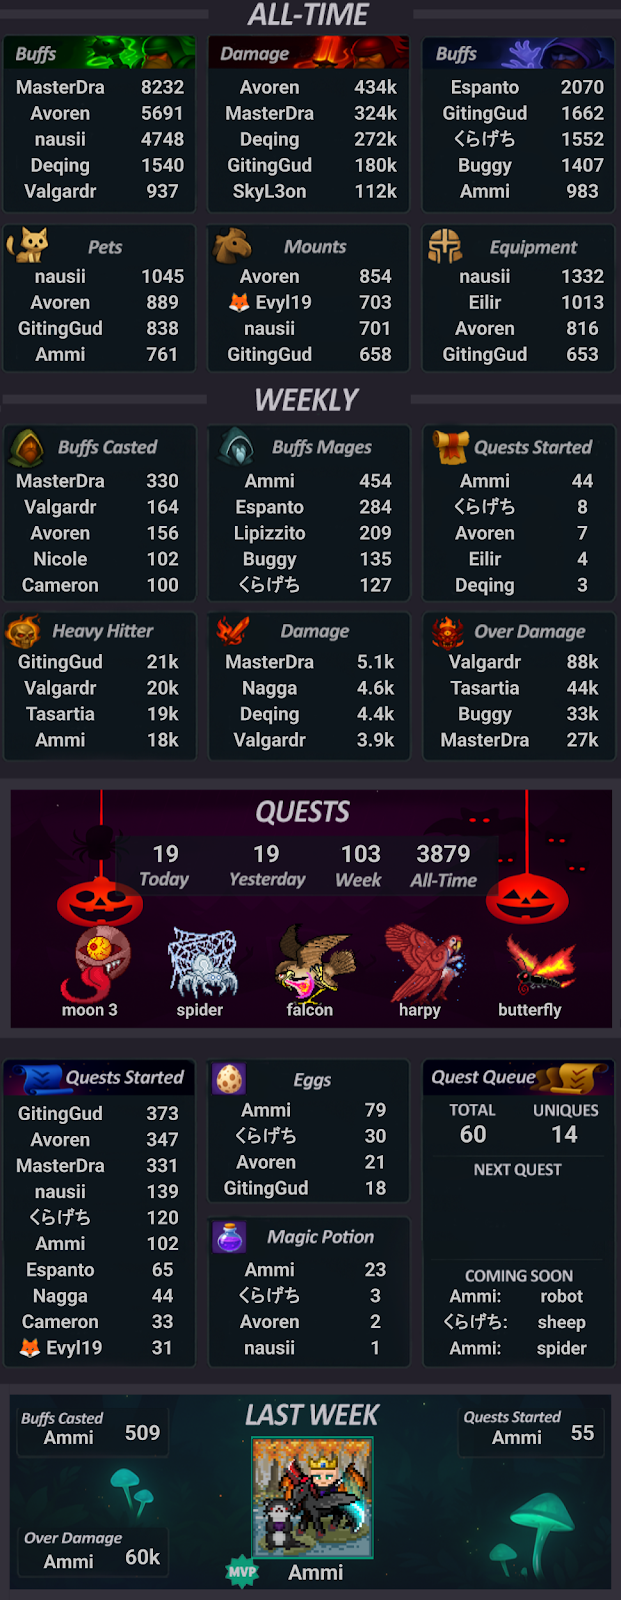 ALL-TIME
Buffs
MasterDra 8232
Avoren 5691
nausii 4748
Deqing 1540
Valgardr 937
Damage
Avoren 434k
MasterDra 324k
Deqing 272k
GitingGud 180k
SkyL3on 112k
Buffs
Espanto 2070
GitingGud 1662
くらげち 1552
Buggy 1407
Ammi 983
Pets
nausii 1045
Avoren 889
GitingGud 838
Ammi 761
Mounts
Avoren 854
🦊 Evyl19 703
nausii 701
GitingGud 658
Equipment
nausii 1332
Eilir 1013
Avoren 816
GitingGud 653
WEEKLY
Buffs Casted
MasterDra 330
Valgardr 164
Avoren 156
Nicole 102
Cameron 100
Buffs Mages
Ammi 454
Espanto 284
Lipizzito 209
Buggy 135
くらげち 127
Quests Started
Ammi 44
くらげち 8
Avoren 7
Eilir 4
Deqing 3
Heavy Hitter
GitingGud 21k
Valgardr 20k
Tasartia 19k
Ammi 18k
Damage
MasterDra 5.1k
Nagga 4.6k
Deqing 4.4k
Valgardr 3.9k
Over Damage
Valgardr 88k
Tasartia 44k
Buggy 33k
MasterDra 27k
QUESTS
19 19 103 3879
Today Yesterday Week All-Time
moon 3 spider falcon harpy butterfly
Quests Started
GitingGud 373
Avoren 347
MasterDra 331
nausii 139
くらげち 120
Ammi 102
Espanto 65
Nagga 44
Cameron 33
🦊 Evyl19 31
Eggs
Ammi 79
くらげち 30
Avoren 21
GitingGud 18
Magic Potion
Ammi 23
くらげち 3
Avoren 2
nausii 1
Quest Queue
TOTAL UNIQUES
60 14
NEXT QUEST
COMING SOON
Ammi: robot
くらげち: sheep
Ammi: spider
LAST WEEK
Buffs Casted
Ammi 509
Quests Started
Ammi 55
Over Damage
Ammi 60k
MVP Ammi